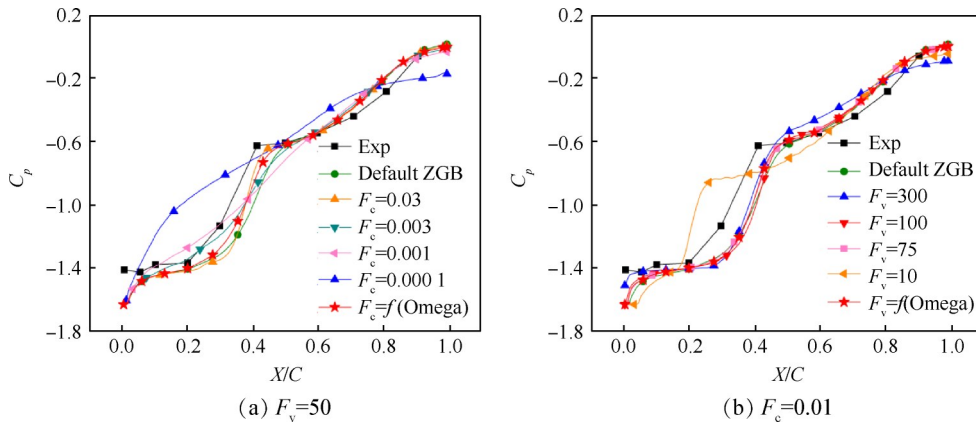 0.2
-0.2
-0.6
-1.0
-1.4
-1.8
C_p
Exp
Default ZGB
F_c=0.03
F_c=0.003
F_c=0.001
F_c=0.000 1
F_c=f(Omega)
0.0 0.2 0.4 0.6 0.8 1.0
X/C
(a) F_v=50
0.2
-0.2
-0.6
-1.0
-1.4
-1.8
C_p
Exp
Default ZGB
F_v=300
F_v=100
F_v=75
F_v=10
F_v=f(Omega)
0.0 0.2 0.4 0.6 0.8 1.0
X/C
(b) F_c=0.01